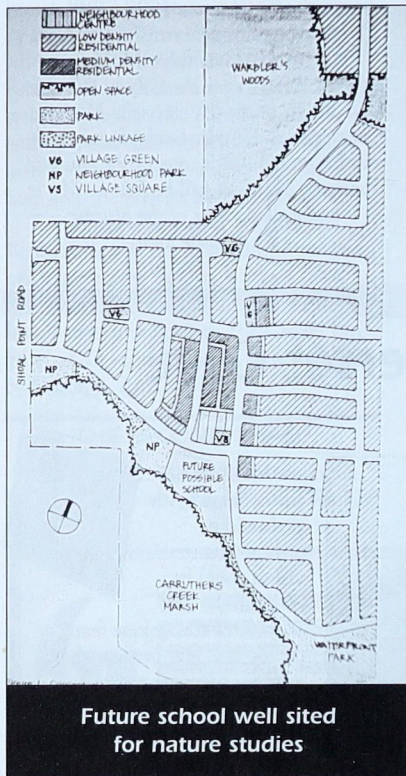 NEIGHBOURHOOD
CENTRE
LOW DENSITY
RESIDENTIAL
MEDIUM DENSITY
RESIDENTIAL
OPEN SPACE
PARK
PARK LINKAGE
VG VILLAGE GREEN
NP NEIGHBOURHOOD PARK
VS VILLAGE SQUARE
WARBLER'S
WOODS
VG
VG
V
G
SHOAL POINT ROAD
NP
VS
NP
FUTURE
POSSIBLE
SCHOOL
CARRUTHERS
CREEK
MARSH
WATERFRONT
PARK
Future school well sited
for nature studies